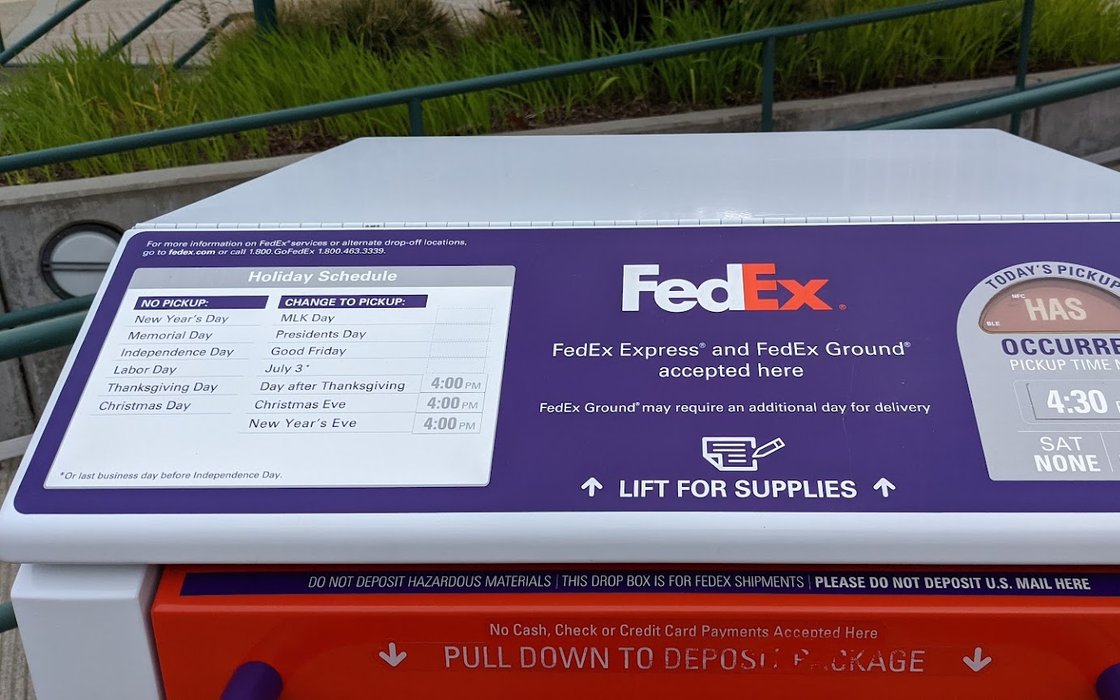 For more information on FedEx® services or alternate drop-off locations,
go to fedex.com or call 1.800.GoFedEx 1.800.463.3339.
Holiday Schedule
NO PICKUP:
New Year's Day
Memorial Day
Independence Day
Labor Day
Thanksgiving Day
Christmas Day
CHANGE TO PICKUP:
MLK Day
Presidents Day
Good Friday
July 3*
Day after Thanksgiving 4:00 PM
Christmas Eve 4:00 PM
New Year's Eve 4:00 PM
*Or last business day before Independence Day.
FedEx®
FedEx Express® and FedEx Ground®
accepted here
FedEx Ground® may require an additional day for delivery
LIFT FOR SUPPLIES
TODAY'S PICKUP
NFC
HAS
BLE
OCCURRE
PICKUP TIME
4:30
SAT
NONE
DO NOT DEPOSIT HAZARDOUS MATERIALS | THIS DROP BOX IS FOR FEDEX SHIPMENTS | PLEASE DO NOT DEPOSIT U.S. MAIL HERE
No Cash, Check or Credit Card Payments Accepted Here
PULL DOWN TO DEPOSIT PACKAGE